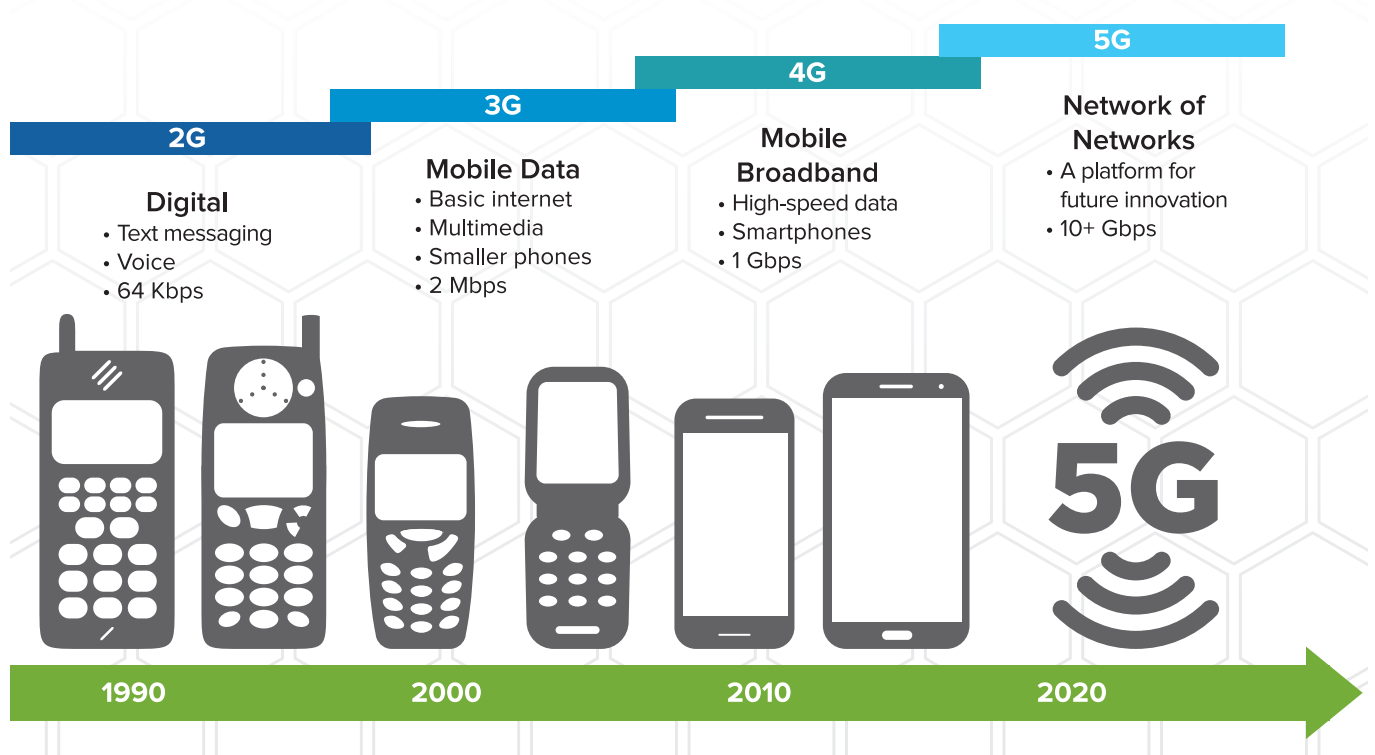 2G
Digital
• Text messaging
• Voice
• 64 Kbps
3G
Mobile Data
• Basic internet
• Multimedia
• Smaller phones
• 2 Mbps
4G
Mobile
Broadband
• High-speed data
• Smartphones
• 1 Gbps
5G
Network of
Networks
• A platform for
future innovation
• 10+ Gbps
5G
1990
2000
2010
2020